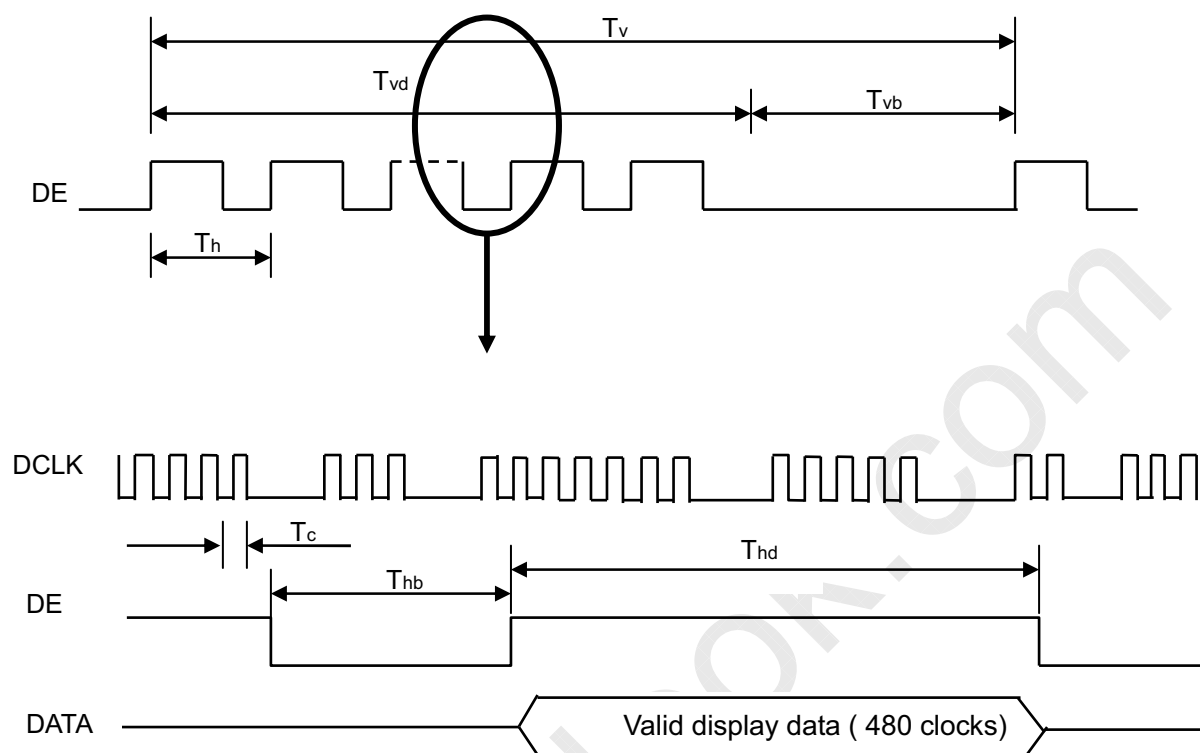 Tv
Tvd
Tvb
DE
Th
DCLK
Tc
Thd
Thb
DE
DATA
Valid display data ( 480 clocks)